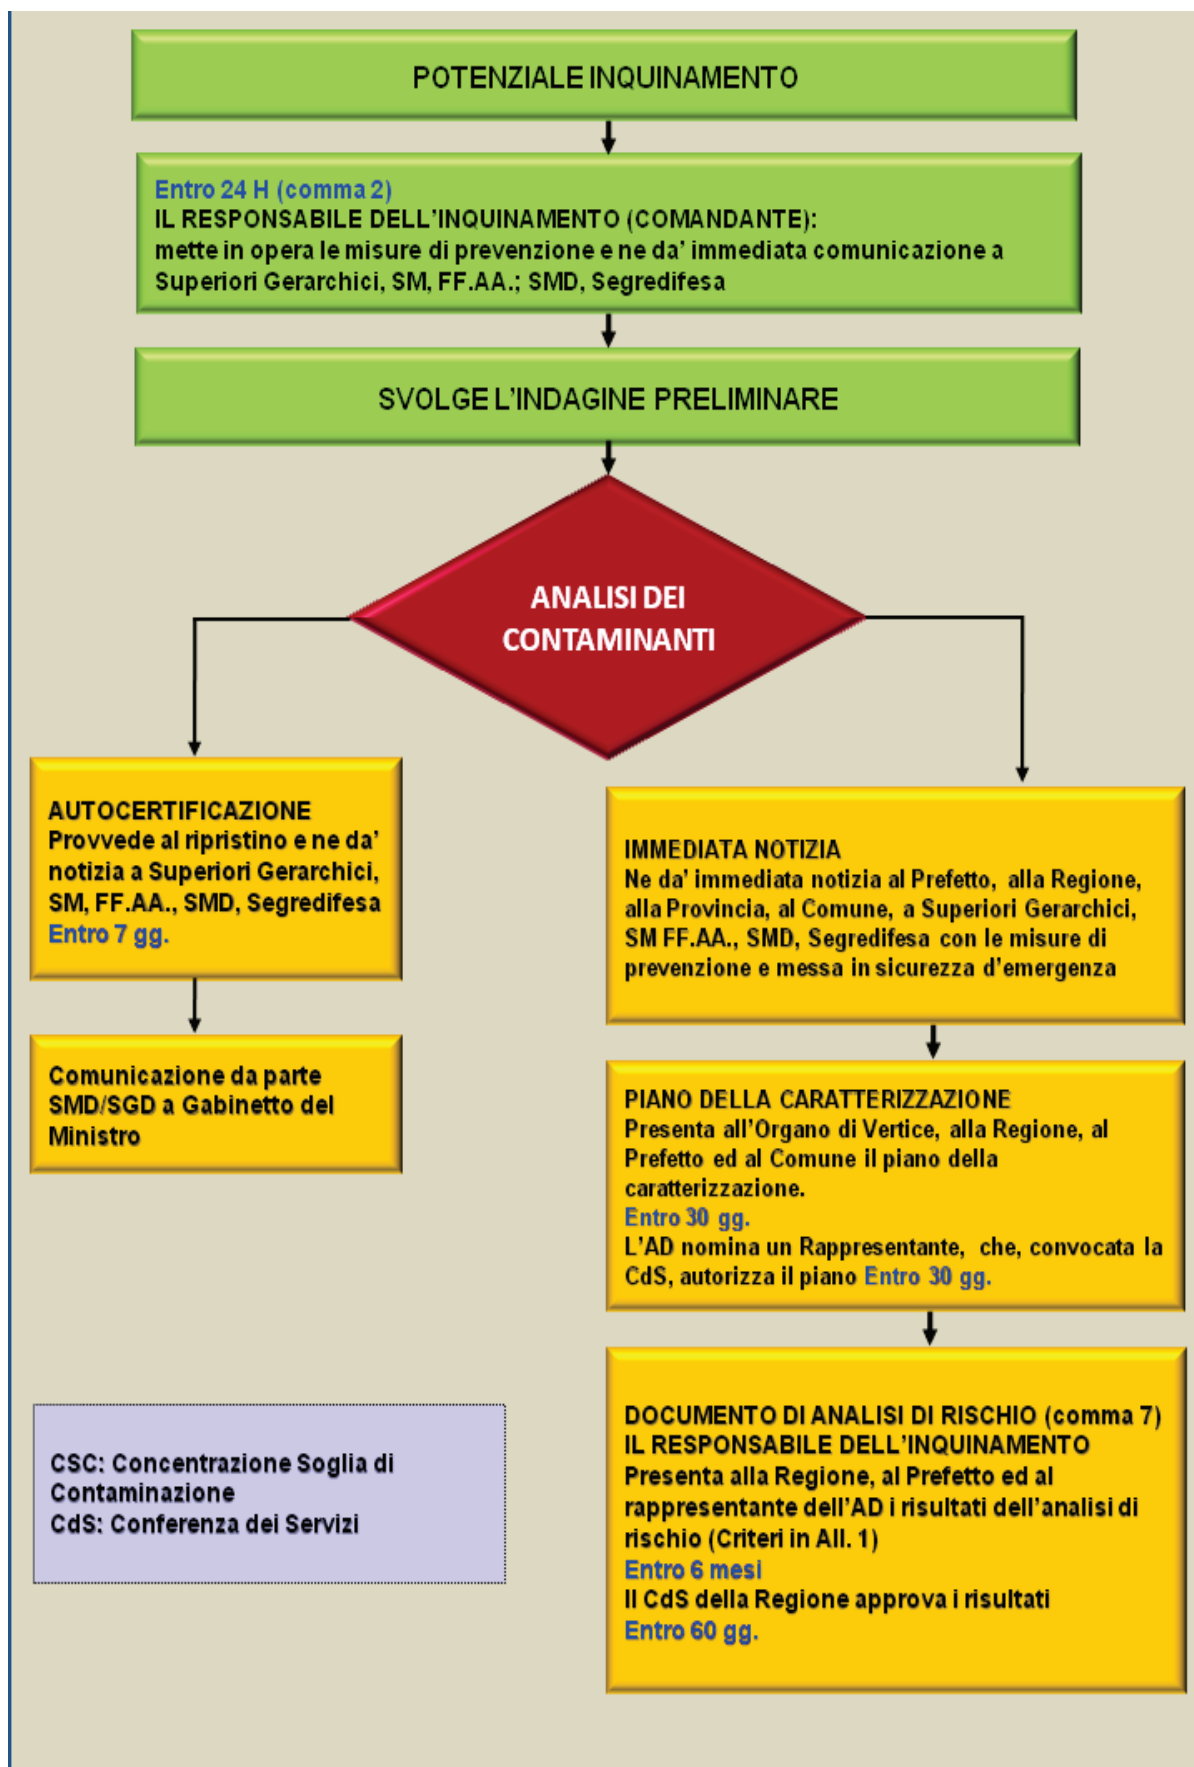 POTENZIALE INQUINAMENTO
Entro 24 H (comma 2)
IL RESPONSABILE DELL'INQUINAMENTO (COMANDANTE):
mette in opera le misure di prevenzione e ne da' immediata comunicazione a
Superiori Gerarchici, SM, FF.AA.; SMD, Segredifesa
SVOLGE L'INDAGINE PRELIMINARE
ANALISI DEI
CONTAMINANTI
AUTOCERTIFICAZIONE
Provvede al ripristino e ne da'
notizia a Superiori Gerarchici,
SM, FF.AA., SMD, Segredifesa
Entro 7 gg.
Comunicazione da parte
SMD/SGD a Gabinetto del
Ministro
IMMEDIATA NOTIZIA
Ne da' immediata notizia al Prefetto, alla Regione,
alla Provincia, al Comune, a Superiori Gerarchici,
SM FF.AA., SMD, Segredifesa con le misure di
prevenzione e messa in sicurezza d'emergenza
PIANO DELLA CARATTERIZZAZIONE
Presenta all'Organo di Vertice, alla Regione, al
Prefetto ed al Comune il piano della
caratterizzazione.
Entro 30 gg.
L'AD nomina un Rappresentante, che, convocata la
CdS, autorizza il piano Entro 30 gg.
DOCUMENTO DI ANALISI DI RISCHIO (comma 7)
IL RESPONSABILE DELL'INQUINAMENTO
Presenta alla Regione, al Prefetto ed al
rappresentante dell'AD i risultati dell'analisi di
rischio (Criteri in All. 1)
Entro 6 mesi
Il CdS della Regione approva i risultati
Entro 60 gg.
CSC: Concentrazione Soglia di
Contaminazione
CdS: Conferenza dei Servizi